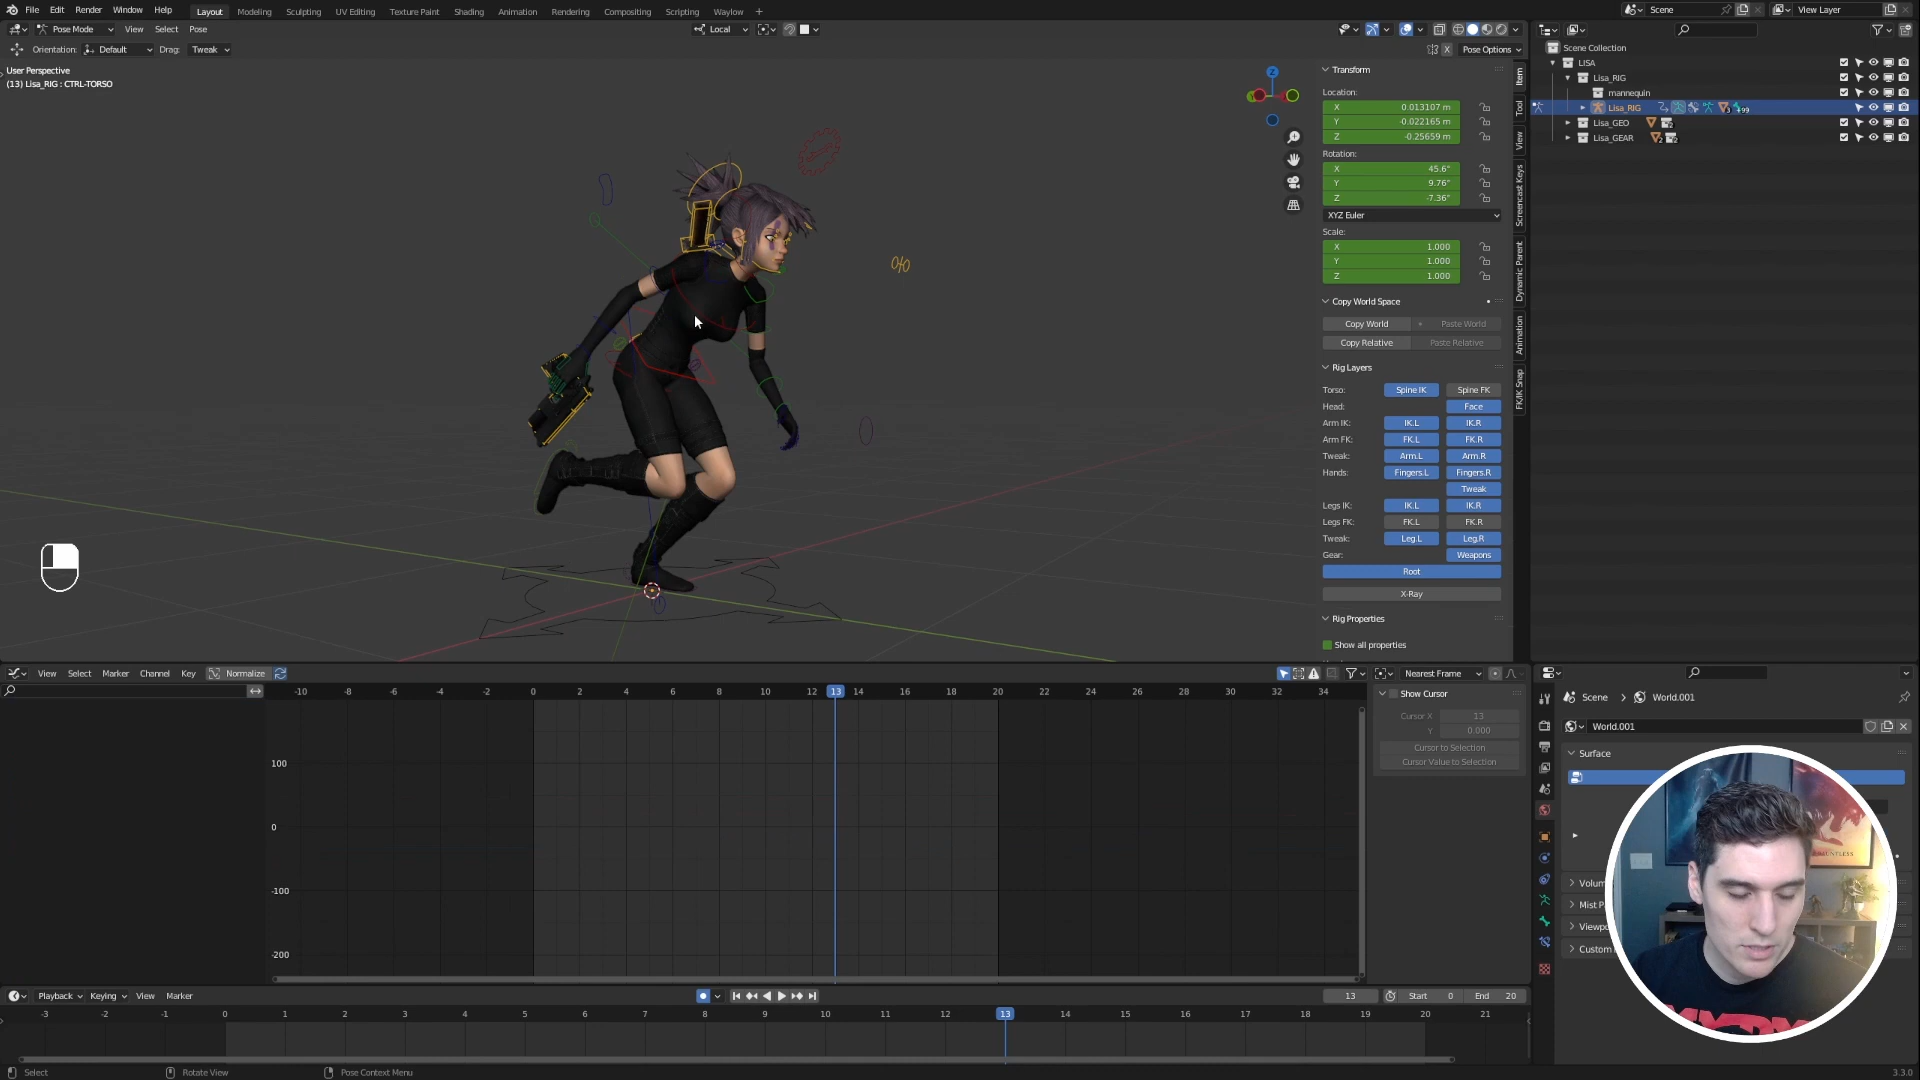 File Edit Render Window Help
Layout Modeling Sculpting UV Editing Texture Paint Shading Animation Rendering Compositing Scripting Waylow
Scene
View Layer
Pose Mode View Select Pose
Local
Orientation: Default Drag: Tweak
Pose Options
User Perspective
(13) Lisa_RIG : CTRL-TORSO
Transform
Location:
X 0.013107 m
Y -0.022165 m
Z -0.25659 m
Rotation:
X 45.6°
Y 9.76°
Z -7.36°
XYZ Euler
Scale:
X 1.000
Y 1.000
Z 1.000
Copy World Space
Copy World Paste World
Copy Relative Paste Relative
Rig Layers
Torso: Spine IK Spine FK
Head: Face
Arm IK: IK.L IK.R
Arm FK: FK.L FK.R
Tweak: Arm.L Arm.R
Hands: Fingers.L Fingers.R
Tweak
Legs IK: IK.L IK.R
Legs FK: FK.L FK.R
Tweak: Leg.L Leg.R
Gear: Weapons
Root
X-Ray
Rig Properties
Show all properties
Item
Tool
View
Screencast Keys
Dynamic Parent
Animation
FK/IK Snap
Scene Collection
LISA
Lisa_RIG
mannequin
Lisa_RIG
Lisa_GEO
Lisa_GEAR
View Select Marker Channel Key Normalize
Nearest Frame
-10 -8 -6 -4 -2 0 2 4 6 8 10 12 13 14 16 18 20 22 24 26 28 30 32 34
100
0
-100
-200
Show Cursor
Cursor X 13
Y 0.000
Cursor to Selection
Cursor Value to Selection
Scene World.001
World.001
Surface
Mist P
Viewpo
Custom
Playback Keying View Marker
13 Start 0 End 20
-3 -2 -1 0 1 2 3 4 5 6 7 8 9 10 11 12 13 14 15 16 17 18 19 20 21
Select Rotate View Pose Context Menu
3.3.0